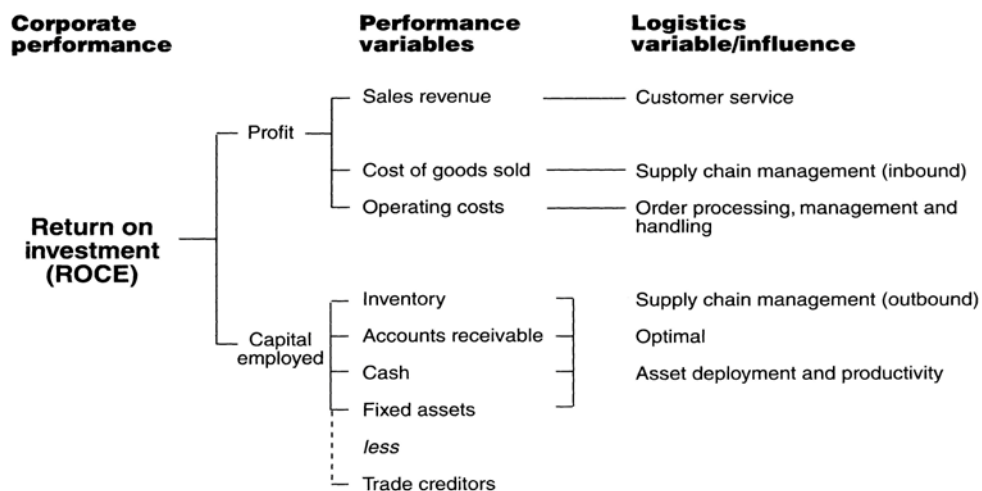 Corporate
performance
Performance
variables
Logistics
variable/influence
Sales revenue
Customer service
Profit
Cost of goods sold
Supply chain management (inbound)
Operating costs
Order processing, management and
handling
Return on
investment
(ROCE)
Inventory
Supply chain management (outbound)
Capital
employed
Accounts receivable
Optimal
Cash
Asset deployment and productivity
Fixed assets
less
Trade creditors